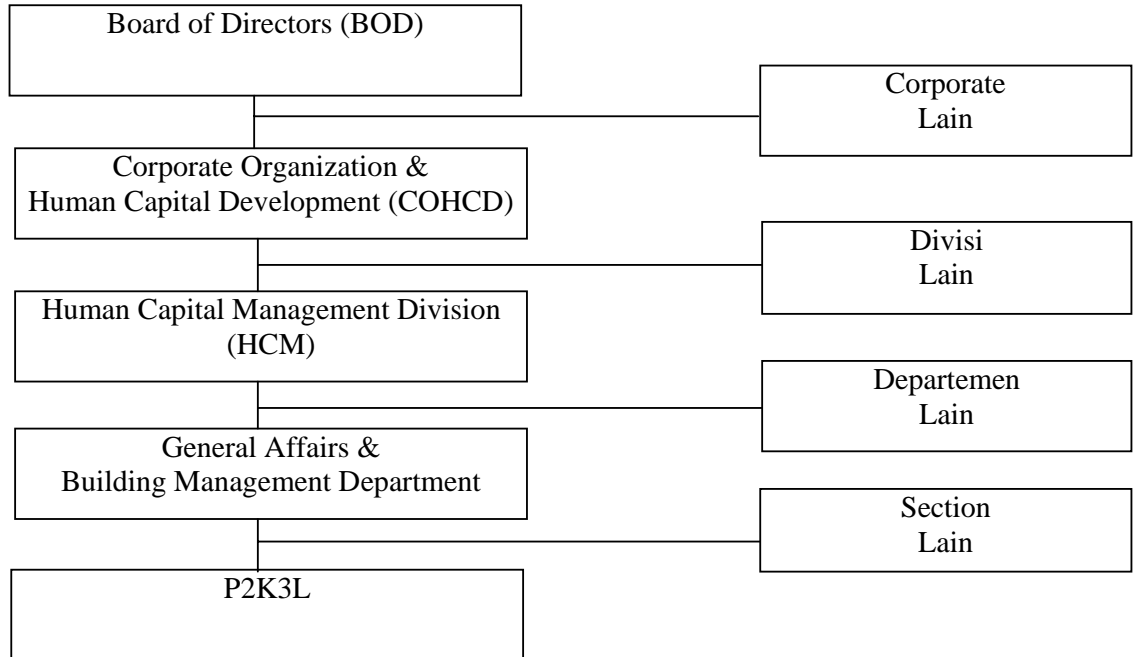 Board of Directors (BOD)
Corporate
Lain
Corporate Organization &
Human Capital Development (COHCD)
Divisi
Lain
Human Capital Management Division
(HCM)
Departemen
Lain
General Affairs &
Building Management Department
Section
Lain
P2K3L